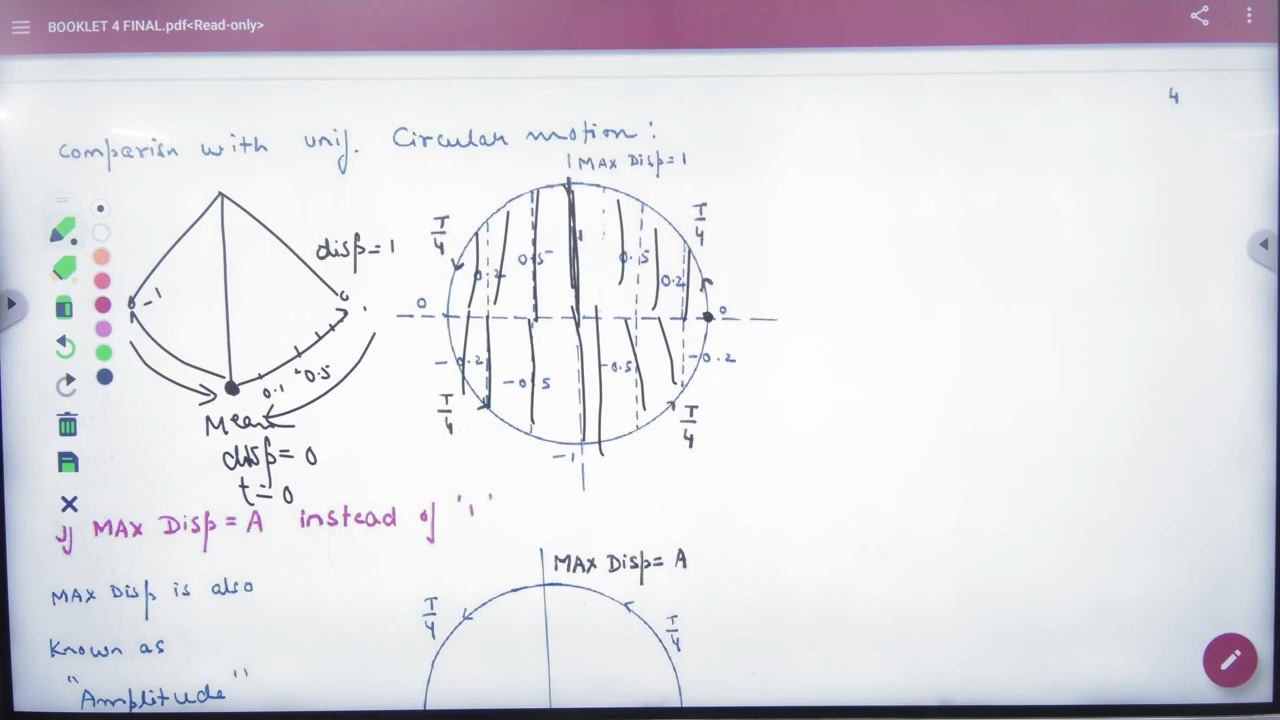 BOOKLET 4 FINAL.pdf<Read-only>
4
Comparisn with unif. Circular motion:
MAX Disp=1
disp=1
-1
0.1 0.5
Mean
disp= 0
t=0
T/4 T/4
0.2 0.5 1 0.5 0.2
0 0
-0.2 -0.5 -0.5 -0.2
T/4 T/4
-1
If MAX Disp= A instead of '1'
MAX Disp= A
MAX Disp is also
Known as
"Amplitude"
T/4 T/4